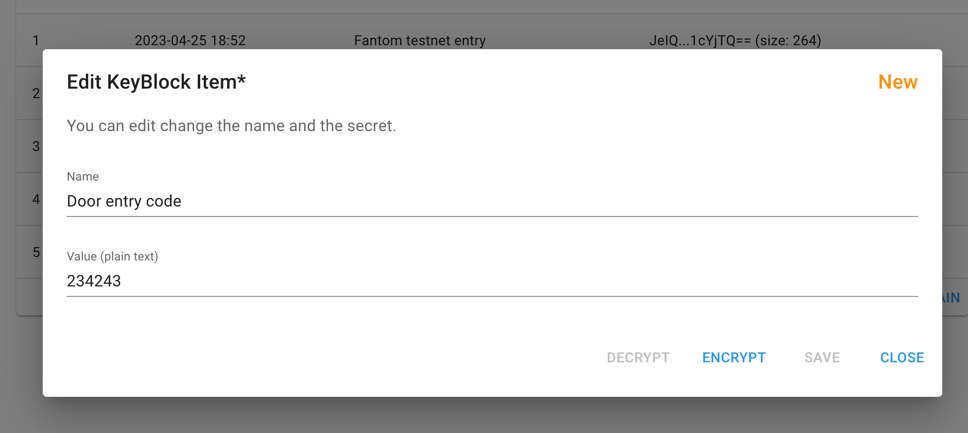 1 2023-04-25 18:52 Fantom testnet entry JeIQ...1cYjTQ== (size: 264)
Edit KeyBlock Item* New
2
You can edit change the name and the secret.
3
Name
4 Door entry code
5 Value (plain text)
234243
AIN
DECRYPT ENCRYPT SAVE CLOSE